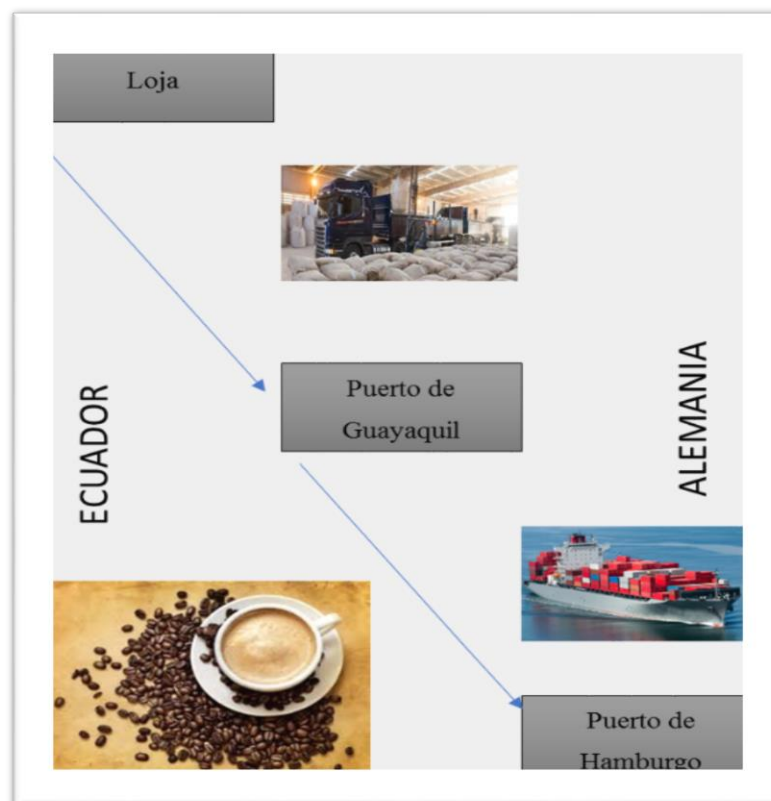 Loja
Puerto de
Guayaquil
ECUADOR
ALEMANIA
Puerto de
Hamburgo